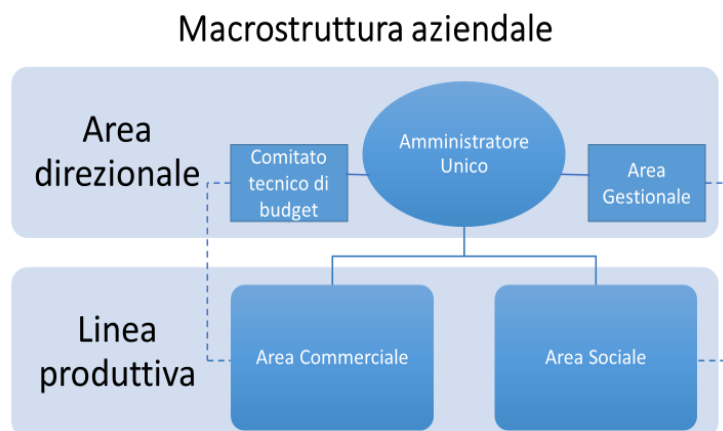 Macrostruttura aziendale
Area
direzionale
Comitato
tecnico di
budget
Amministratore
Unico
Area
Gestionale
Linea
produttiva
Area Commerciale
Area Sociale